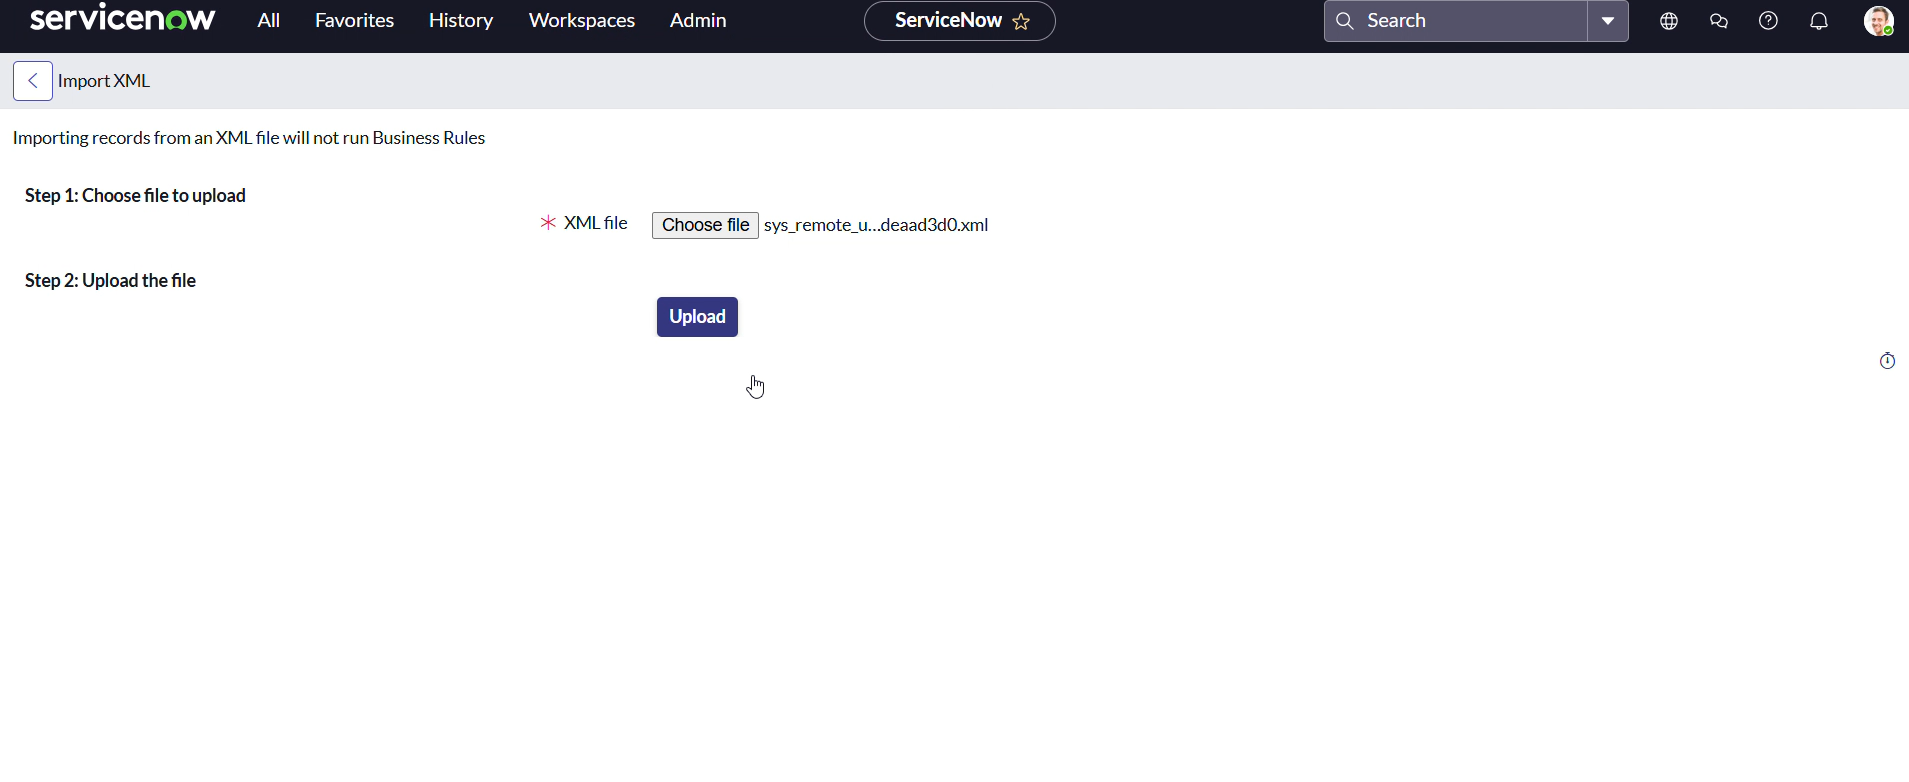 servicenow All Favorites History Workspaces Admin ServiceNow Search
Import XML
Importing records from an XML file will not run Business Rules
Step 1: Choose file to upload
XML file Choose file sys_remote_u...deaad3d0.xml
Step 2: Upload the file
Upload